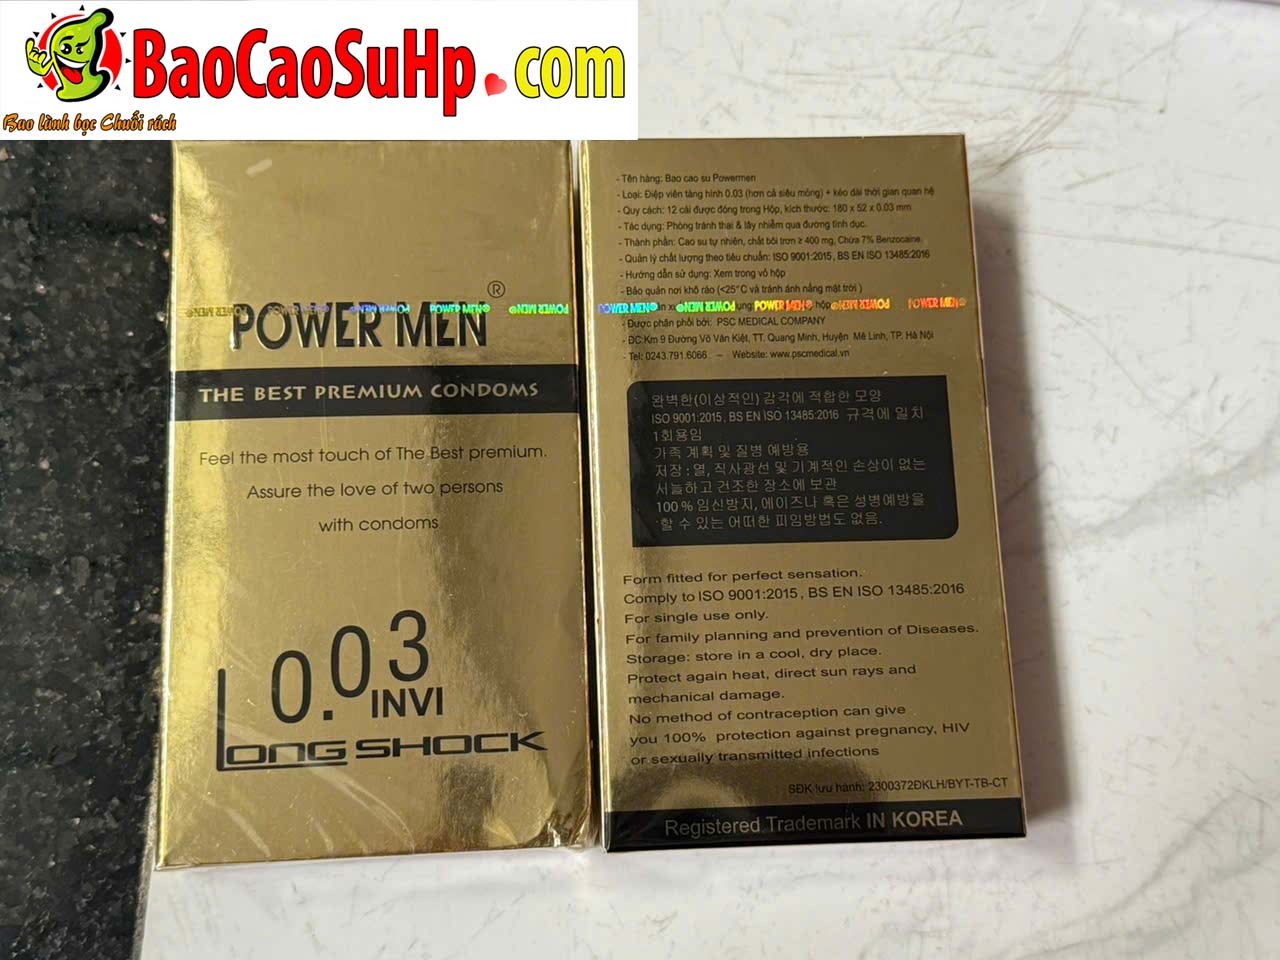 BaoCaoSuHp.com
Bao lành bọc Chuối rách
POWER MEN®
THE BEST PREMIUM CONDOMS
Feel the most touch of The Best premium.
Assure the love of two persons
with condoms
0.03
INVI
LONG SHOCK
- Tên hàng: Bao cao su Powermen
- Loại: Điệp viên tàng hình 0.03 (hơn cả siêu mỏng) + kéo dài thời gian quan hệ
- Quy cách: 12 cái được đóng trong Hộp, kích thước: 180 x 52 x 0.03 mm
- Tác dụng: Phòng tránh thai & lây nhiễm qua đường tình dục.
- Thành phần: Cao su tự nhiên, chất bôi trơn ≥ 400 mg, Chứa 7% Benzocaine.
- Quản lý chất lượng theo tiêu chuẩn: ISO 9001:2015, BS EN ISO 13485:2016
- Hướng dẫn sử dụng: Xem trong vỏ hộp
- Bảo quản nơi khô ráo (<25°C và tránh ánh nắng mặt trời )
POWER MEN® POWER MEN® POWER MEN® POWER MEN® POWER MEN®
- Được phân phối bởi: PSC MEDICAL COMPANY
- ĐC Km 9 Đường Võ Văn Kiệt, TT. Quang Minh, Huyện Mê Linh, TP. Hà Nội
- Tel: 0243.791.6066 – Website: www.pscmedical.vn
완벽한(이상적인) 감각에 적합한 모양
ISO 9001:2015, BS EN ISO 13485:2016 규격에 일치
1회용임
가족 계획 및 질병 예방용
저장 : 열, 직사광선 및 기계적인 손상이 없는
서늘하고 건조한 장소에 보관
100 % 임신방지, 에이즈나 혹은 성병예방을
할 수 있는 어떠한 피임방법도 없음.
Form fitted for perfect sensation.
Comply to ISO 9001:2015, BS EN ISO 13485:2016
For single use only.
For family planning and prevention of Diseases.
Storage: store in a cool, dry place.
Protect again heat, direct sun rays and
mechanical damage.
No method of contraception can give
you 100% protection against pregnancy, HIV
or sexually transmitted infections
SĐK lưu hành: 2300372ĐKLH/BYT-TB-CT
Registered Trademark IN KOREA